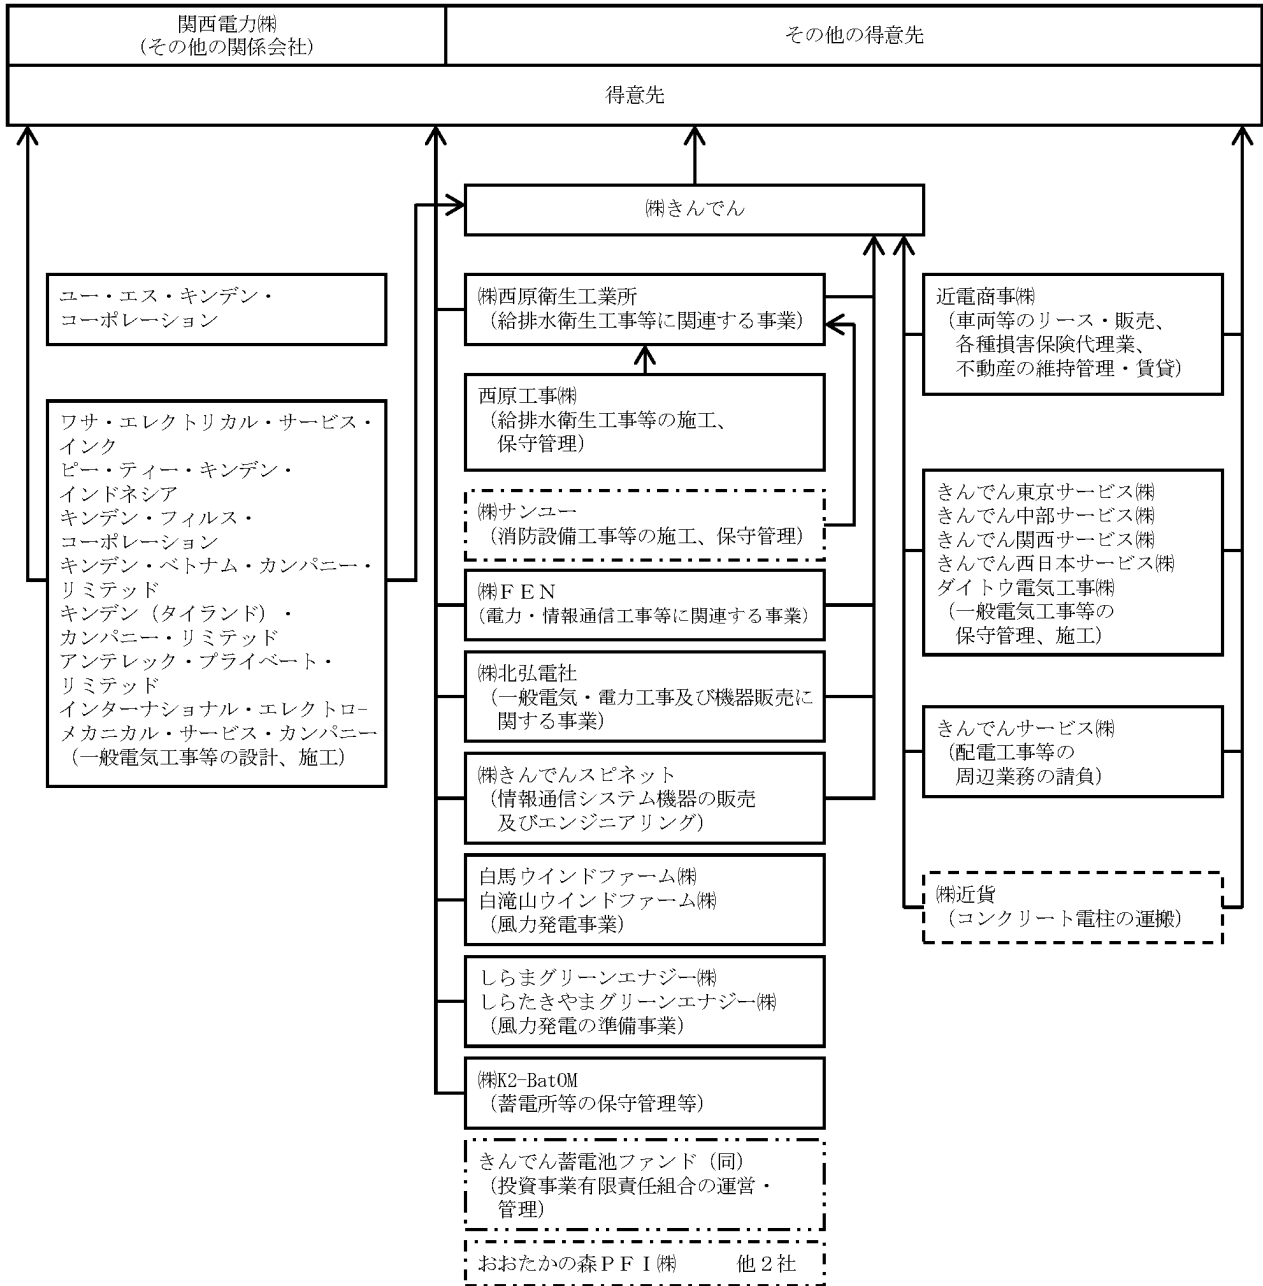 関西電力㈱
(その他の関係会社)
その他の得意先
得意先
㈱きんでん
ユー・エス・キンデン・
コーポレーション
ワサ・エレクトリカル・サービス・
インク
ピー・ティー・キンデン・
インドネシア
キンデン・フィルス・
コーポレーション
キンデン・ベトナム・カンパニー・
リミテッド
キンデン(タイランド)・
カンパニー・リミテッド
アンテレック・プライベート・
リミテッド
インターナショナル・エレクトロ-
メカニカル・サービス・カンパニー
(一般電気工事等の設計、施工)
㈱西原衛生工業所
(給排水衛生工事等に関連する事業)
西原工事㈱
(給排水衛生工事等の施工、
保守管理)
㈱サンユー
(消防設備工事等の施工、保守管理)
㈱FEN
(電力・情報通信工事等に関連する事業)
㈱北弘電社
(一般電気・電力工事及び機器販売に
関する事業)
㈱きんでんスピネット
(情報通信システム機器の販売
及びエンジニアリング)
白馬ウインドファーム㈱
白滝山ウインドファーム㈱
(風力発電事業)
しらまグリーンエナジー㈱
しらたきやまグリーンエナジー㈱
(風力発電の準備事業)
㈱K2-BatOM
(蓄電所等の保守管理等)
きんでん蓄電池ファンド(同)
(投資事業有限責任組合の運営・
管理)
おおたかの森PFI㈱ 他2社
近電商事㈱
(車両等のリース・販売、
各種損害保険代理業、
不動産の維持管理・賃貸)
きんでん東京サービス㈱
きんでん中部サービス㈱
きんでん関西サービス㈱
きんでん西日本サービス㈱
ダイトウ電気工事㈱
(一般電気工事等の
保守管理、施工)
きんでんサービス㈱
(配電工事等の
周辺業務の請負)
㈱近貨
(コンクリート電柱の運搬)